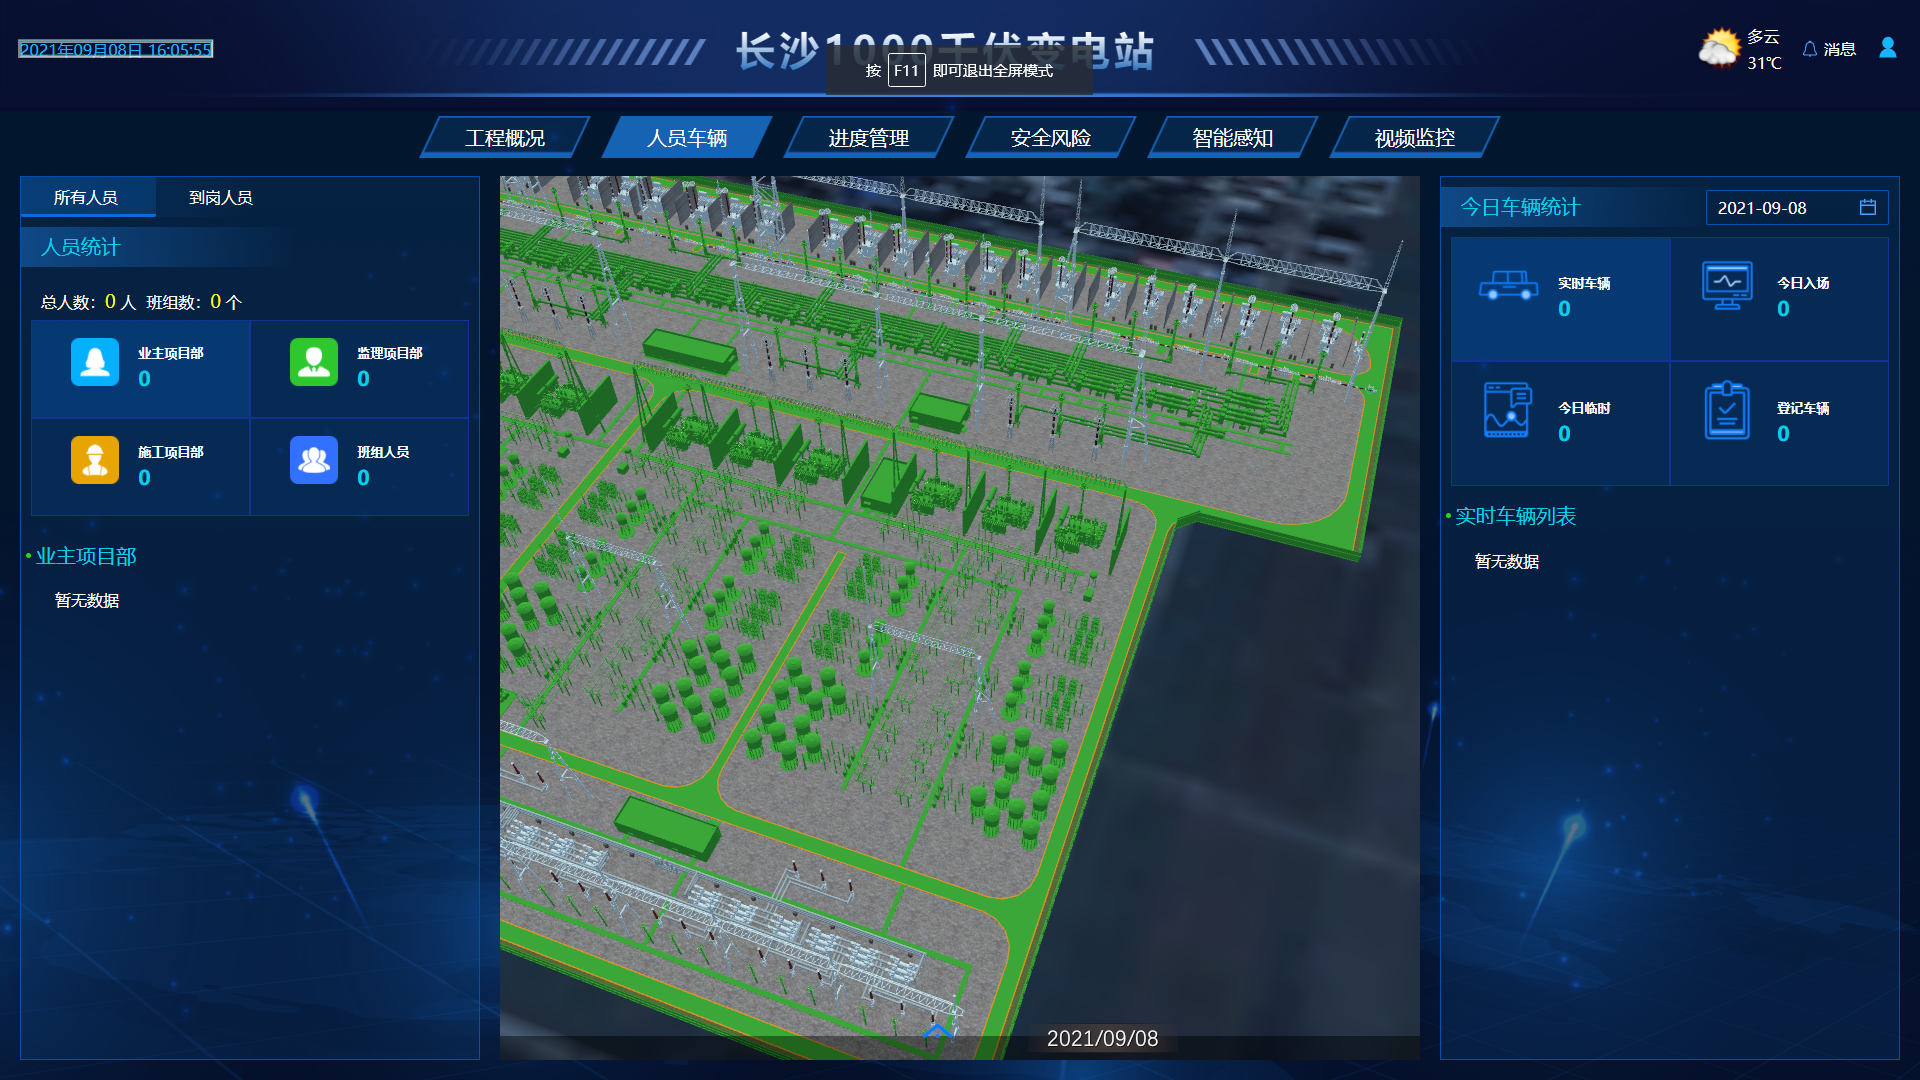 2021年09月08日 16:05:55
长沙1000千伏变电站
按 F11 即可退出全屏模式
多云
31℃
消息
工程概况
人员车辆
进度管理
安全风险
智能感知
视频监控
所有人员
到岗人员
人员统计
总人数: 0 人 班组数: 0 个
业主项目部
0
监理项目部
0
施工项目部
0
班组人员
0
业主项目部
暂无数据
2021/09/08
今日车辆统计
2021-09-08
实时车辆
0
今日入场
0
今日临时
0
登记车辆
0
实时车辆列表
暂无数据